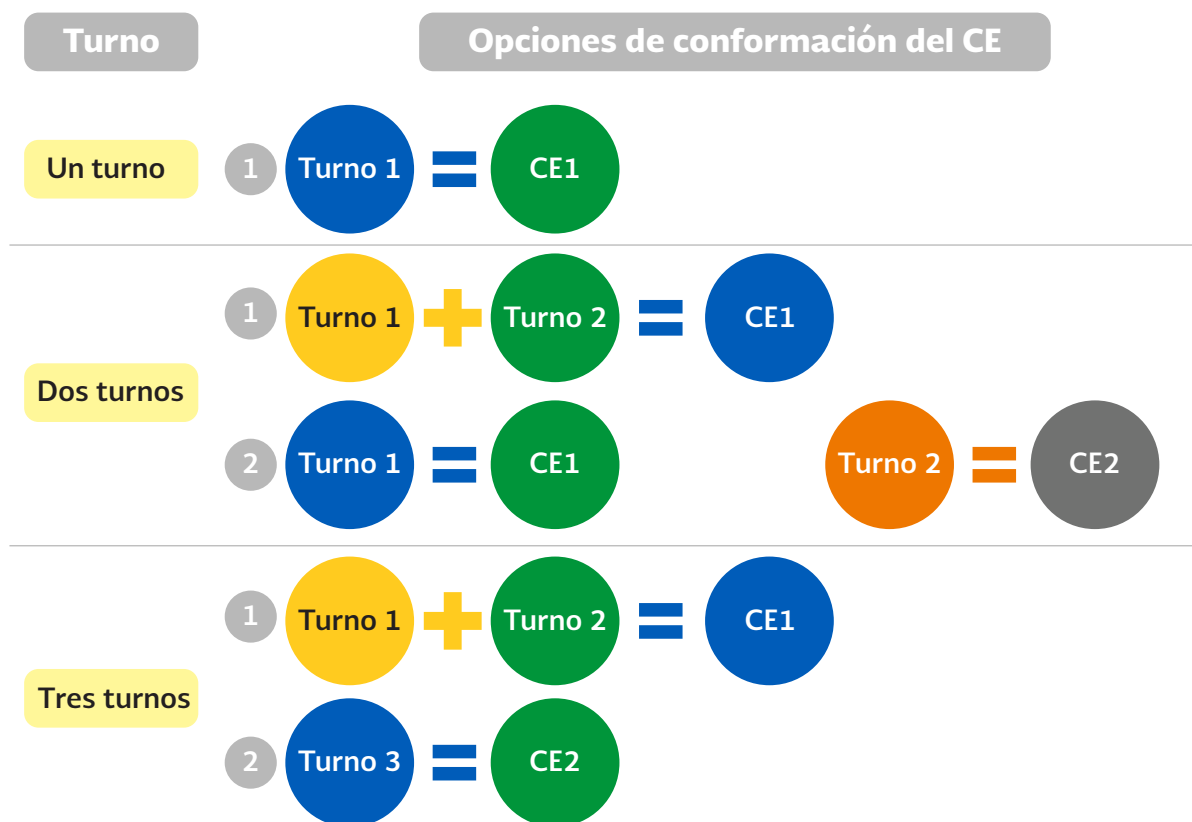 Turno
Opciones de conformación del CE
Un turno
1 Turno 1 = CE1
Dos turnos
1 Turno 1 + Turno 2 = CE1
2 Turno 1 = CE1 Turno 2 = CE2
Tres turnos
1 Turno 1 + Turno 2 = CE1
2 Turno 3 = CE2